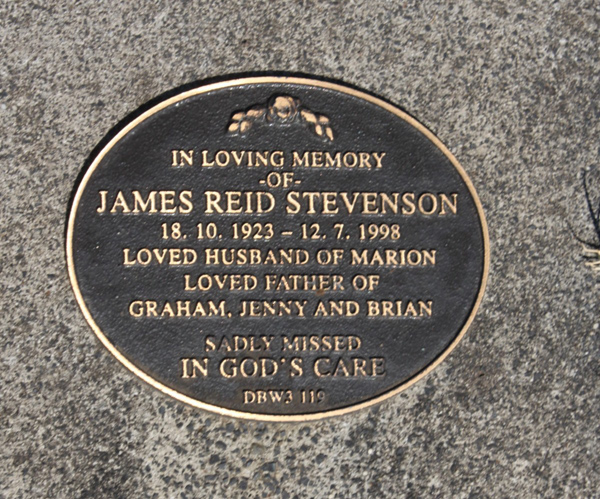 IN LOVING MEMORY
-OF-
JAMES REID STEVENSON
18. 10. 1923 – 12. 7. 1998
LOVED HUSBAND OF MARION
LOVED FATHER OF
GRAHAM, JENNY AND BRIAN
SADLY MISSED
IN GOD'S CARE
DBW3 119